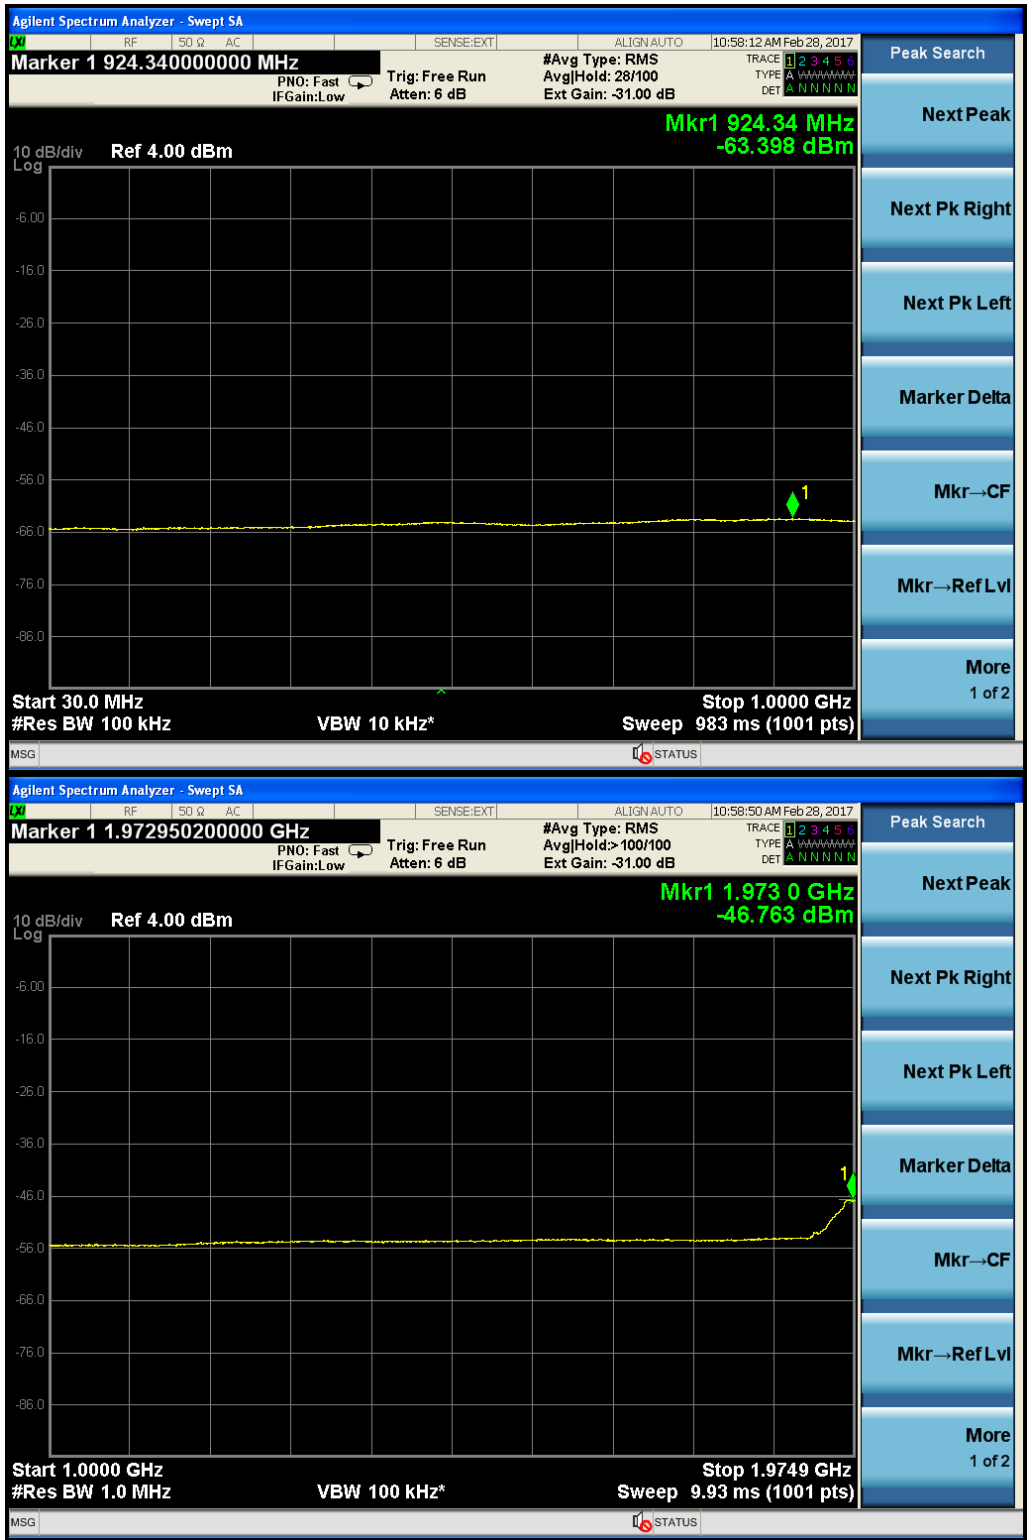 Agilent Spectrum Analyzer - Swept SA
LXI RF 50 Ω AC SENSE:EXT ALIGN AUTO 10:58:12 AM Feb 28, 2017
Marker 1 924.340000000 MHz
PNO: Fast
IFGain:Low
Trig: Free Run
Atten: 6 dB
#Avg Type: RMS
Avg|Hold: 28/100
Ext Gain: -31.00 dB
TRACE 1 2 3 4 5 6
TYPE A WWWWW
DET A N N N N N
Mkr1 924.34 MHz
-63.398 dBm
10 dB/div Ref 4.00 dBm
Log
-6.00
-16.0
-26.0
-36.0
-46.0
-56.0
-66.0
-76.0
-86.0
1
Start 30.0 MHz Stop 1.0000 GHz
#Res BW 100 kHz VBW 10 kHz* Sweep 983 ms (1001 pts)
MSG STATUS
Peak Search
Next Peak
Next Pk Right
Next Pk Left
Marker Delta
Mkr→CF
Mkr→Ref Lvl
More
1 of 2
Agilent Spectrum Analyzer - Swept SA
LXI RF 50 Ω AC SENSE:EXT ALIGN AUTO 10:58:50 AM Feb 28, 2017
Marker 1 1.972950200000 GHz
PNO: Fast
IFGain:Low
Trig: Free Run
Atten: 6 dB
#Avg Type: RMS
Avg|Hold:>100/100
Ext Gain: -31.00 dB
TRACE 1 2 3 4 5 6
TYPE A WWWWW
DET A N N N N N
Mkr1 1.973 0 GHz
-46.763 dBm
10 dB/div Ref 4.00 dBm
Log
-6.00
-16.0
-26.0
-36.0
-46.0
-56.0
-66.0
-76.0
-86.0
1
Start 1.0000 GHz Stop 1.9749 GHz
#Res BW 1.0 MHz VBW 100 kHz* Sweep 9.93 ms (1001 pts)
MSG STATUS
Peak Search
Next Peak
Next Pk Right
Next Pk Left
Marker Delta
Mkr→CF
Mkr→Ref Lvl
More
1 of 2